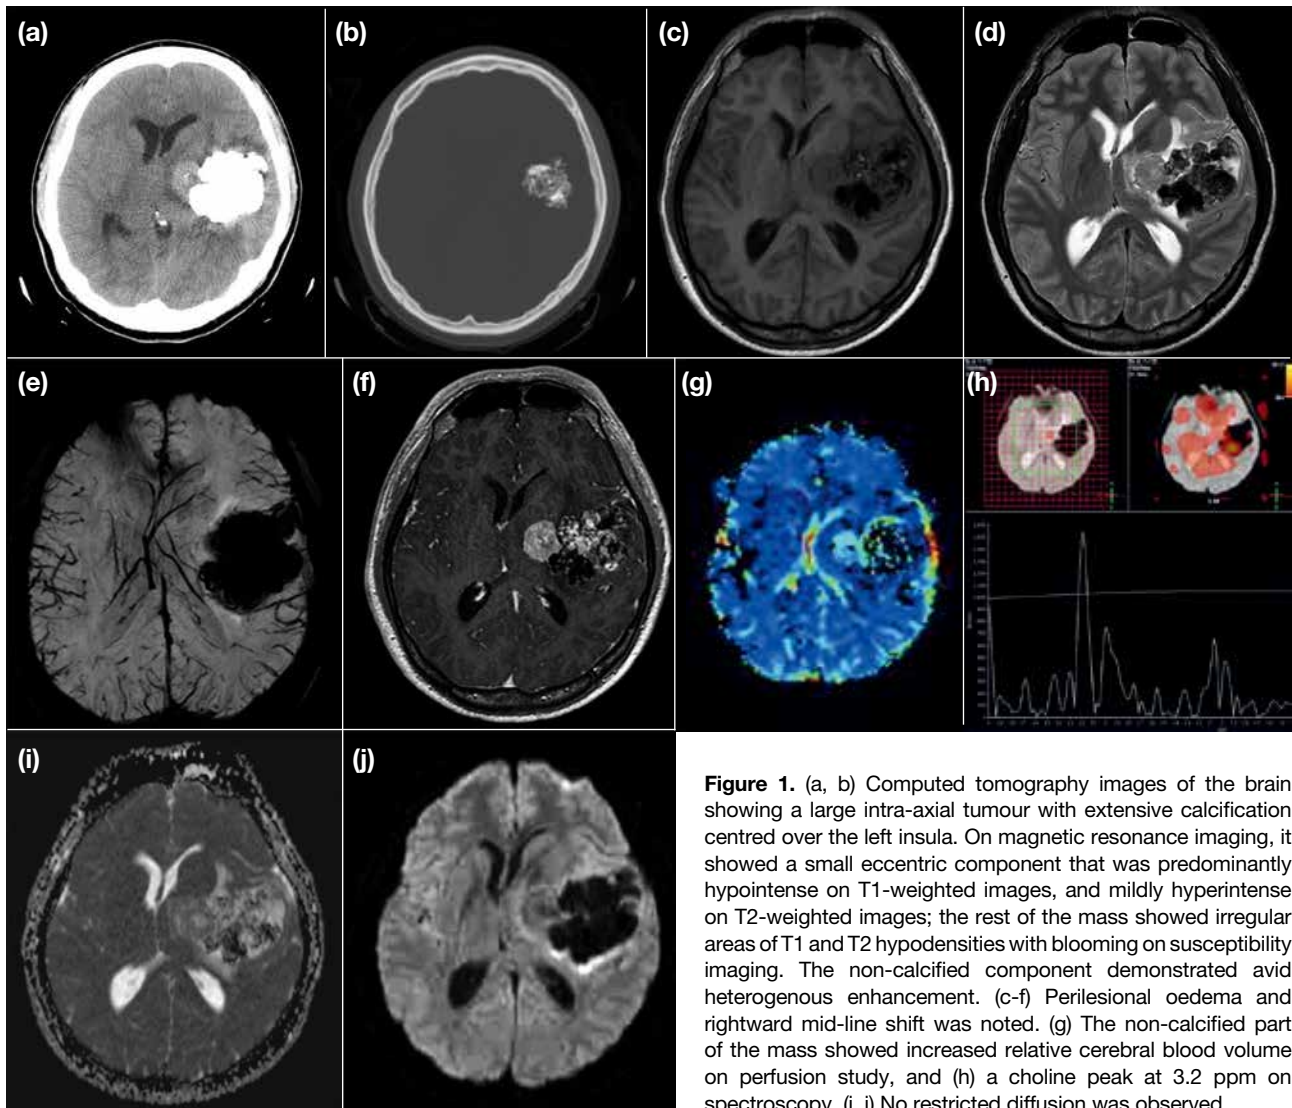 (a)
(b)
(c)
(d)
(e)
(f)
(g)
(h)
(i)
(j)
Figure 1. (a, b) Computed tomography images of the brain
showing a large intra-axial tumour with extensive calcification
centred over the left insula. On magnetic resonance imaging, it
showed a small eccentric component that was predominantly
hypointense on T1-weighted images, and mildly hyperintense
on T2-weighted images; the rest of the mass showed irregular
areas of T1 and T2 hypodensities with blooming on susceptibility
imaging. The non-calcified component demonstrated avid
heterogenous enhancement. (c-f) Perilesional oedema and
rightward mid-line shift was noted. (g) The non-calcified part
of the mass showed increased relative cerebral blood volume
on perfusion study, and (h) a choline peak at 3.2 ppm on
spectroscopy. (i, j) No restricted diffusion was observed.